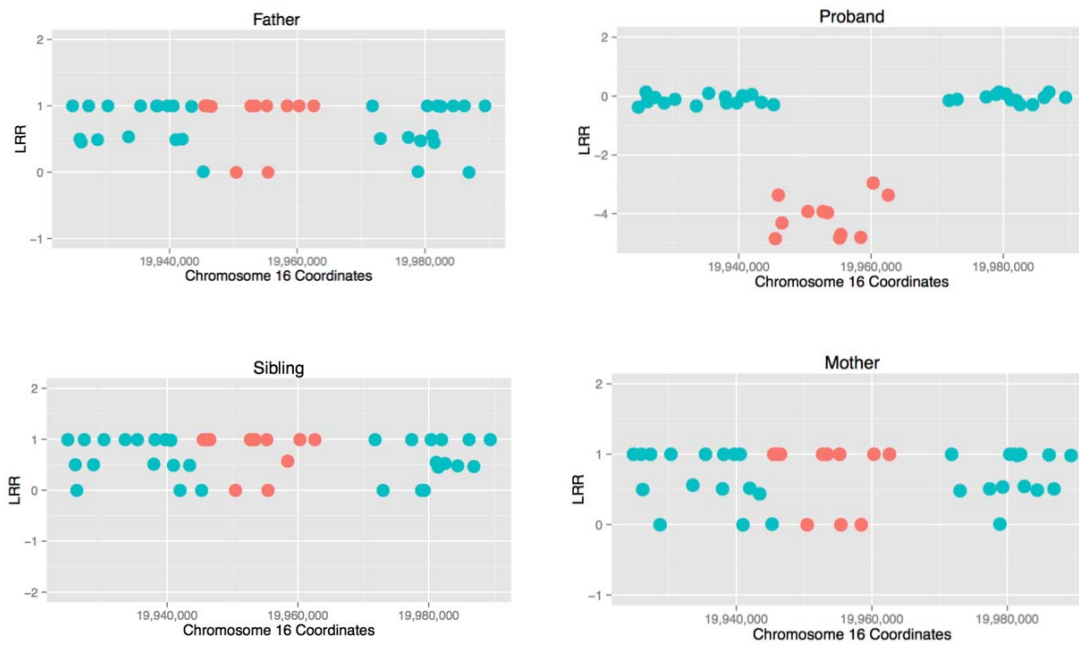 Father
2
1
0
−1
LRR
19,940,000 19,960,000 19,980,000
Chromosome 16 Coordinates
Proband
2
0
−2
−4
LRR
19,940,000 19,960,000 19,980,000
Chromosome 16 Coordinates
Sibling
2
1
0
−1
−2
LRR
19,940,000 19,960,000 19,980,000
Chromosome 16 Coordinates
Mother
2
1
0
−1
LRR
19,940,000 19,960,000 19,980,000
Chromosome 16 Coordinates